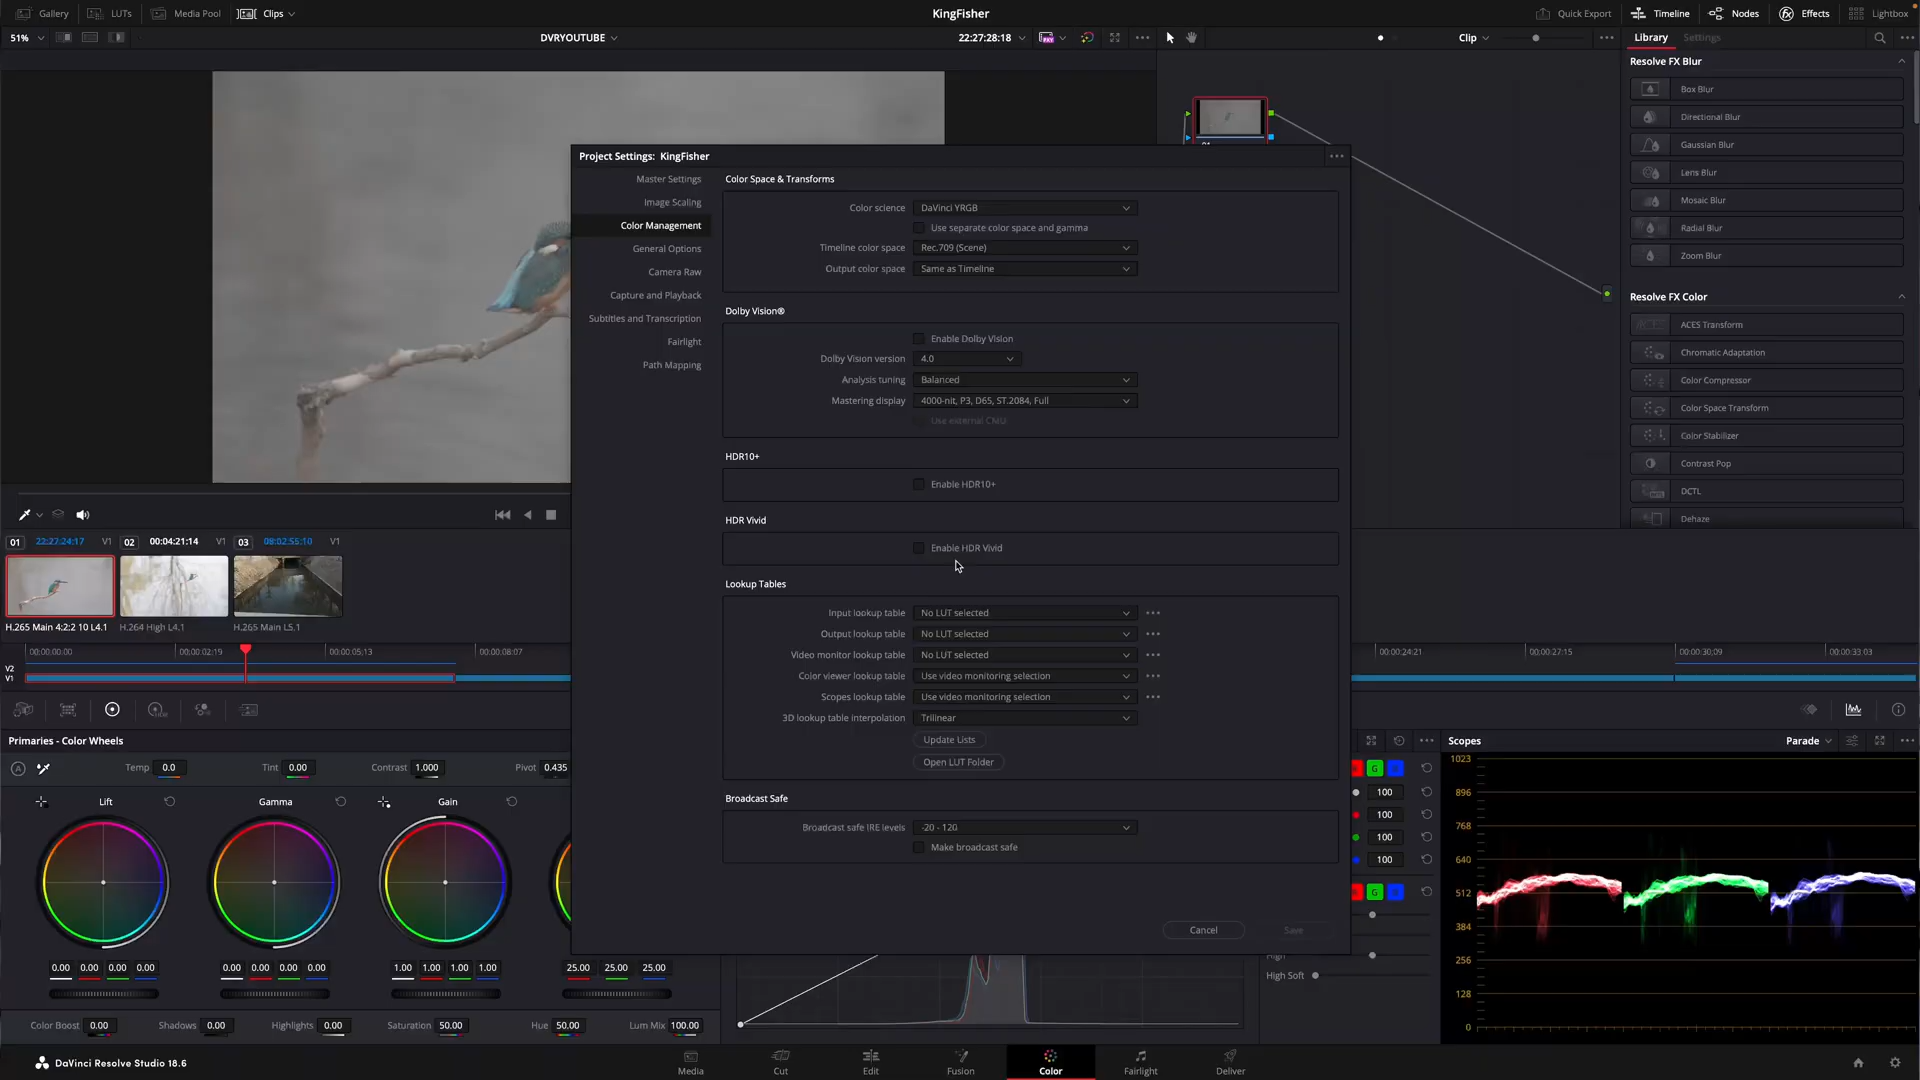 Gallery
LUTs
Media Pool
Clips
KingFisher
Quick Export
Timeline
Nodes
Effects
Lightbox
51%
DVRYOUTUBE
22:27:28:18
Clip
Library
Settings
Resolve FX Blur
Box Blur
Directional Blur
Gaussian Blur
Lens Blur
Mosaic Blur
Radial Blur
Zoom Blur
Resolve FX Color
ACES Transform
Chromatic Adaptation
Color Compressor
Color Space Transform
Color Stabilizer
Contrast Pop
DCTL
Dehaze
Project Settings: KingFisher
Master Settings
Image Scaling
Color Management
General Options
Camera Raw
Capture and Playback
Subtitles and Transcription
Fairlight
Path Mapping
Color Space & Transforms
Color science DaVinci YRGB
Use separate color space and gamma
Timeline color space Rec.709 (Scene)
Output color space Same as Timeline
Dolby Vision®
Enable Dolby Vision
Dolby Vision version 4.0
Analysis tuning Balanced
Mastering display 4000-nit, P3, D65, ST.2084, Full
Use external CMU
HDR10+
Enable HDR10+
HDR Vivid
Enable HDR Vivid
Lookup Tables
Input lookup table No LUT selected
Output lookup table No LUT selected
Video monitor lookup table No LUT selected
Color viewer lookup table Use video monitoring selection
Scopes lookup table Use video monitoring selection
3D lookup table interpolation Trilinear
Update Lists
Open LUT Folder
Broadcast Safe
Broadcast safe IRE levels -20 - 120
Make broadcast safe
Cancel
Save
01 22:27:24:17 V1 02 00:04:21:14 V1 03 08:02:55:10 V1
H.265 Main 4:2:2 10 L4.1 H.264 High L4.1 H.265 Main L5.1
00:00:00:00 00:00:02:19 00:00:05:13 00:00:08:07 00:00:24:21 00:00:27:15 00:00:30:09 00:00:33:03
V2
V1
Primaries - Color Wheels
A Temp 0.0 Tint 0.00 Contrast 1.000 Pivot 0.435
Lift Gamma Gain
0.00 0.00 0.00 0.00 0.00 0.00 0.00 0.00 1.00 1.00 1.00 1.00 25.00 25.00 25.00
Color Boost 0.00 Shadows 0.00 Highlights 0.00 Saturation 50.00 Hue 50.00 Lum Mix 100.00
G
100
100
100
100
G
High
High Soft
Scopes
Parade
1023
896
768
640
512
384
256
128
0
DaVinci Resolve Studio 18.6
Media
Cut
Edit
Fusion
Color
Fairlight
Deliver